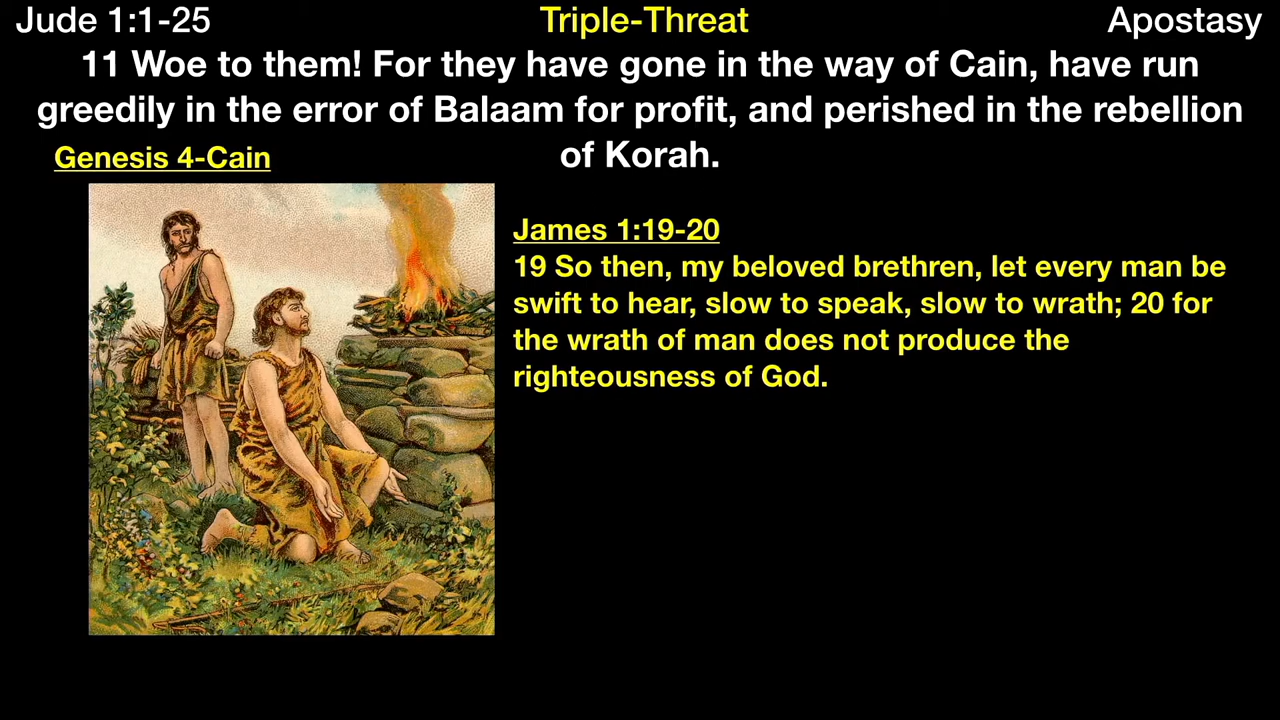 Jude 1:1-25 Triple-Threat Apostasy
11 Woe to them! For they have gone in the way of Cain, have run
greedily in the error of Balaam for profit, and perished in the rebellion
of Korah.
Genesis 4-Cain
James 1:19-20
19 So then, my beloved brethren, let every man be
swift to hear, slow to speak, slow to wrath; 20 for
the wrath of man does not produce the
righteousness of God.